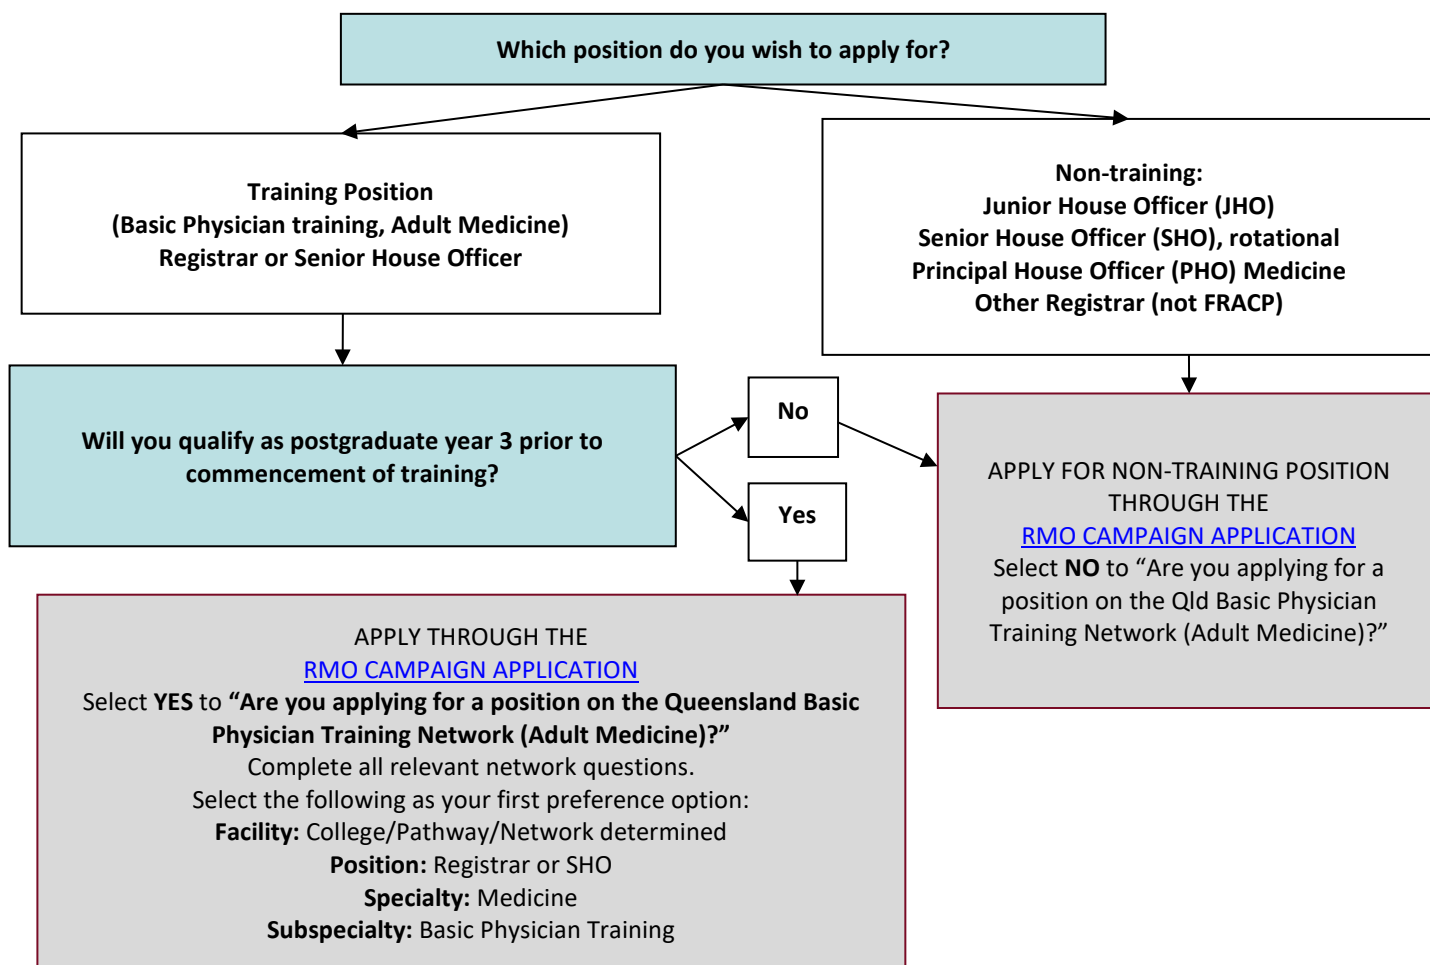 Which position do you wish to apply for?
Training Position
(Basic Physician training, Adult Medicine)
Registrar or Senior House Officer
Non-training:
Junior House Officer (JHO)
Senior House Officer (SHO), rotational
Principal House Officer (PHO) Medicine
Other Registrar (not FRACP)
Will you qualify as postgraduate year 3 prior to
commencement of training?
No
Yes
APPLY FOR NON-TRAINING POSITION
THROUGH THE
RMO CAMPAIGN APPLICATION
Select NO to “Are you applying for a
position on the Qld Basic Physician
Training Network (Adult Medicine)?”
APPLY THROUGH THE
RMO CAMPAIGN APPLICATION
Select YES to “Are you applying for a position on the Queensland Basic
Physician Training Network (Adult Medicine)?”
Complete all relevant network questions.
Select the following as your first preference option:
Facility: College/Pathway/Network determined
Position: Registrar or SHO
Specialty: Medicine
Subspecialty: Basic Physician Training